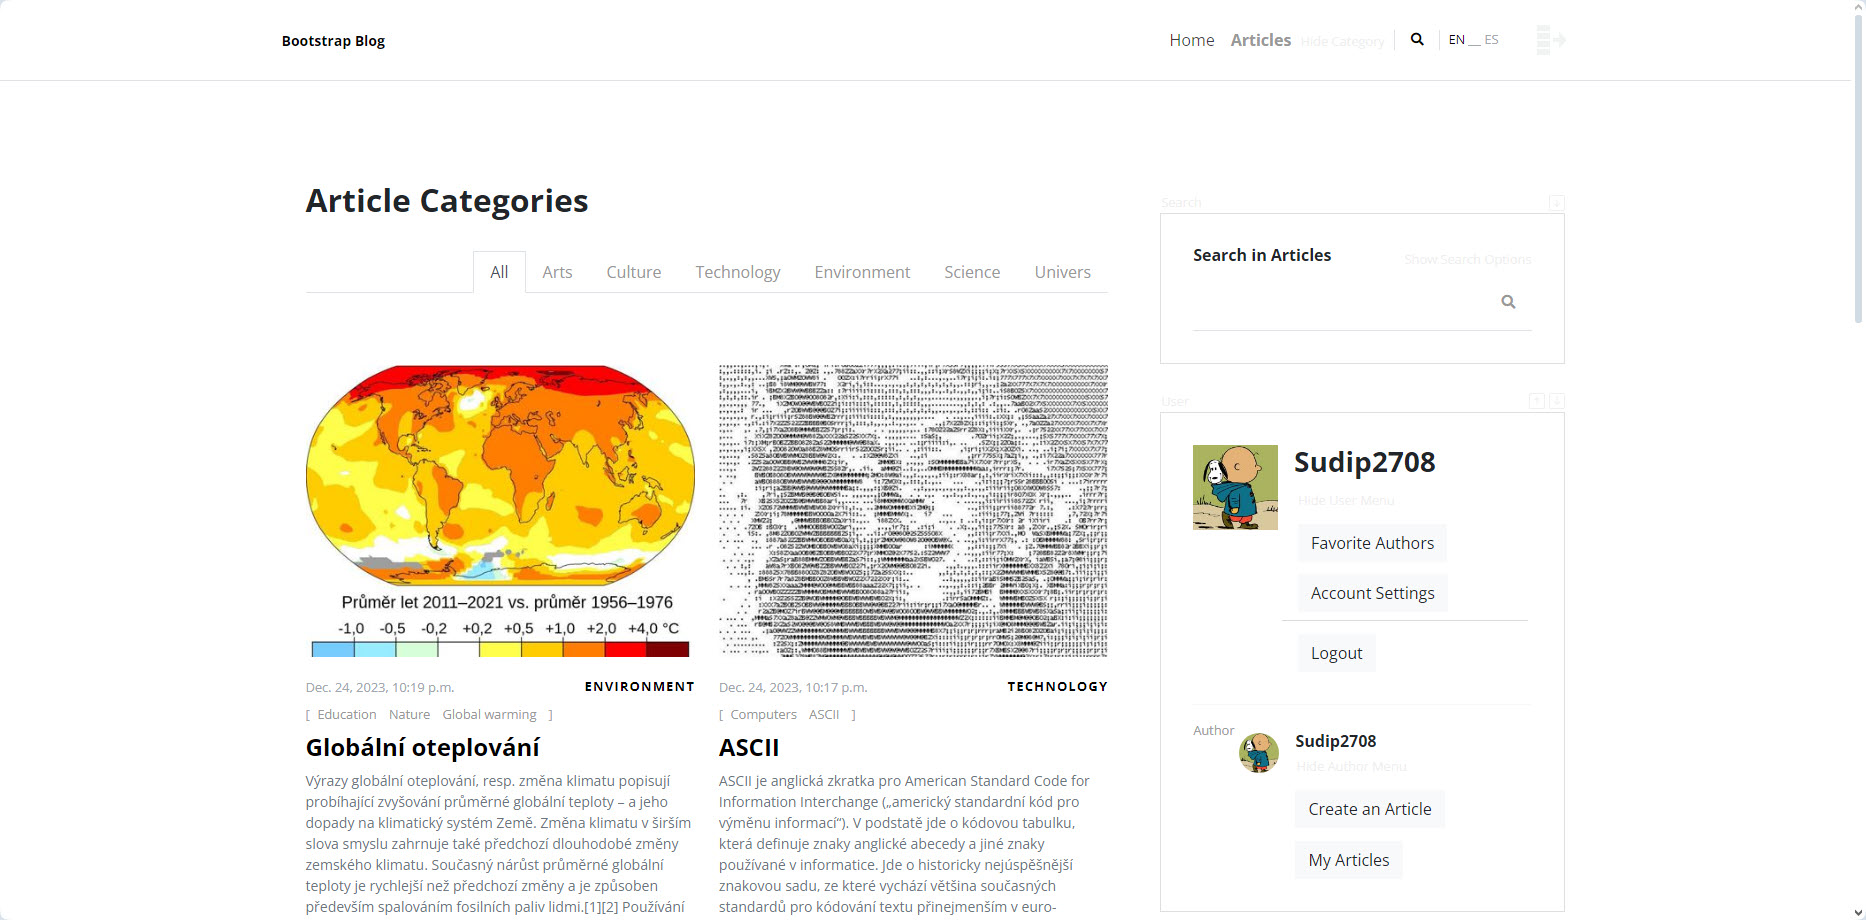 Bootstrap Blog
Home Articles Hide Category EN __ ES
Article Categories
All Arts Culture Technology Environment Science Univers
Search
Search in Articles Show Search Options
User
Sudip2708
Hide User Menu
Favorite Authors
Account Settings
Logout
Author Sudip2708
Hide Author Menu
Create an Article
My Articles
Průměr let 2011–2021 vs. průměr 1956–1976
-1,0 -0,5 -0,2 +0,2 +0,5 +1,0 +2,0 +4,0 °C
Dec. 24, 2023, 10:19 p.m. ENVIRONMENT
[ Education Nature Global warming ]
Globální oteplování
Výrazy globální oteplování, resp. změna klimatu popisují
probíhající zvyšování průměrné globální teploty – a jeho
dopady na klimatický systém Země. Změna klimatu v širším
slova smyslu zahrnuje také předchozí dlouhodobé změny
zemského klimatu. Současný nárůst průměrné globální
teploty je rychlejší než předchozí změny a je způsoben
především spalováním fosilních paliv lidmi.[1][2] Používání
Dec. 24, 2023, 10:17 p.m. TECHNOLOGY
[ Computers ASCII ]
ASCII
ASCII je anglická zkratka pro American Standard Code for
Information Interchange („americký standardní kód pro
výměnu informací“). V podstatě jde o kódovou tabulku,
která definuje znaky anglické abecedy a jiné znaky
používané v informatice. Jde o historicky nejúspěšnější
znakovou sadu, ze které vychází většina současných
standardů pro kódování textu přinejmenším v euro-